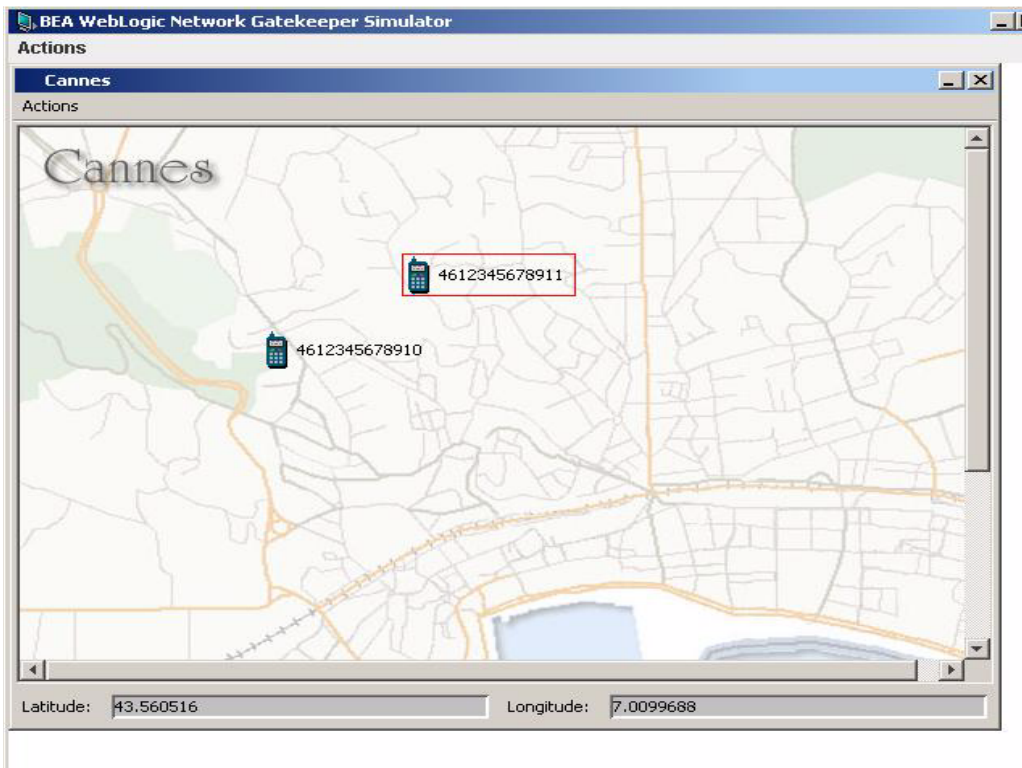 BEA WebLogic Network Gatekeeper Simulator
Actions
Cannes
Actions
Cannes
4612345678911
4612345678910
Latitude: 43.560516 Longitude: 7.0099688